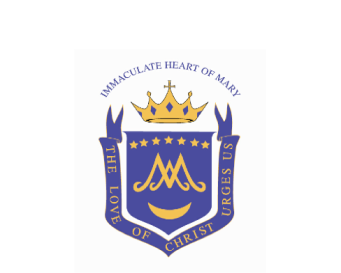 IMMACULATE HEART OF MARY
THE LOVE OF CHRIST URGES US